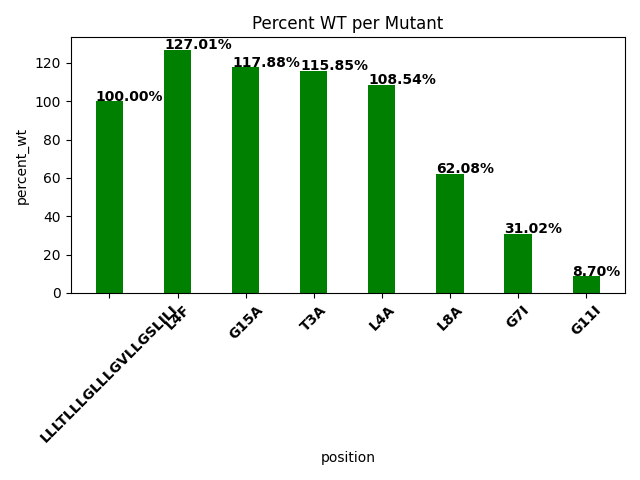 Percent WT per Mutant
percent_wt
120
100
80
60
40
20
0
100.00%
127.01%
117.88%
115.85%
108.54%
62.08%
31.02%
8.70%
LLLTLLLGLLLGVLLGSLILI
L4F
G15A
T3A
L4A
L8A
G7I
G11I
position